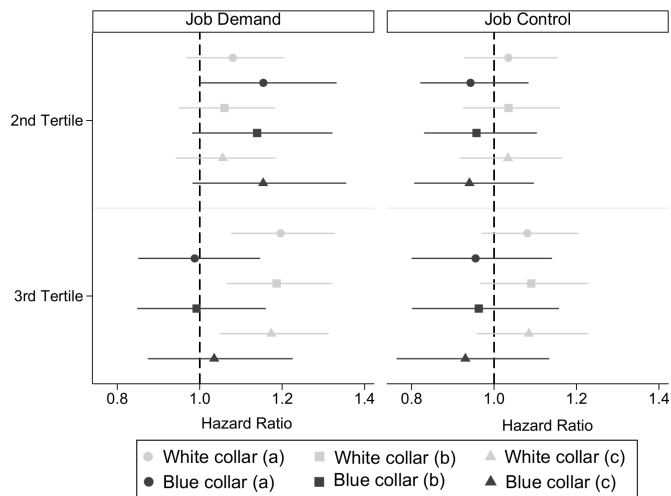 Job Demand Job Control
2nd Tertile
3rd Tertile
0.8 1.0 1.2 1.4 0.8 1.0 1.2 1.4
Hazard Ratio Hazard Ratio
White collar (a) White collar (b) White collar (c)
Blue collar (a) Blue collar (b) Blue collar (c)